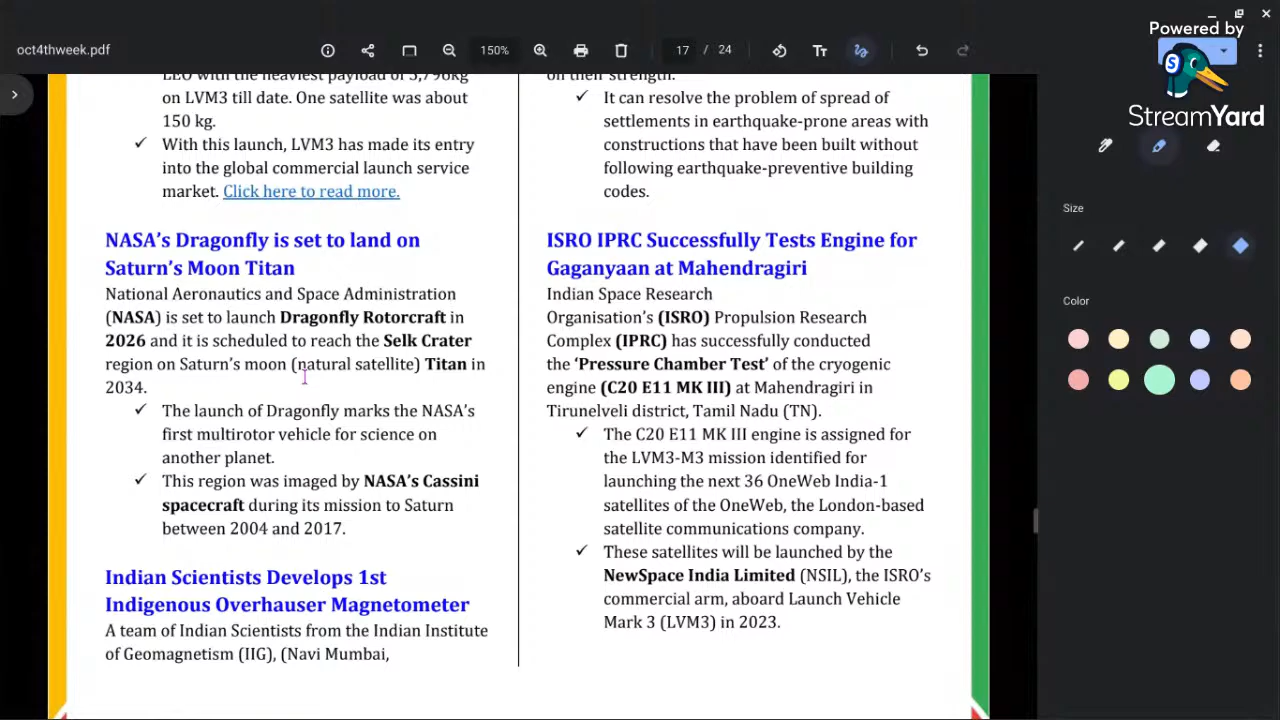 oct4thweek.pdf
150%
17 / 24
Powered by
StreamYard
LEO with the heaviest payload of 5,796kg
on LVM3 till date. One satellite was about
150 kg.
With this launch, LVM3 has made its entry
into the global commercial launch service
market. Click here to read more.
NASA’s Dragonfly is set to land on
Saturn’s Moon Titan
National Aeronautics and Space Administration
(NASA) is set to launch Dragonfly Rotorcraft in
2026 and it is scheduled to reach the Selk Crater
region on Saturn’s moon (natural satellite) Titan in
2034.
The launch of Dragonfly marks the NASA’s
first multirotor vehicle for science on
another planet.
This region was imaged by NASA’s Cassini
spacecraft during its mission to Saturn
between 2004 and 2017.
Indian Scientists Develops 1st
Indigenous Overhauser Magnetometer
A team of Indian Scientists from the Indian Institute
of Geomagnetism (IIG), (Navi Mumbai,
on their strength.
It can resolve the problem of spread of
settlements in earthquake-prone areas with
constructions that have been built without
following earthquake-preventive building
codes.
ISRO IPRC Successfully Tests Engine for
Gaganyaan at Mahendragiri
Indian Space Research
Organisation’s (ISRO) Propulsion Research
Complex (IPRC) has successfully conducted
the ‘Pressure Chamber Test’ of the cryogenic
engine (C20 E11 MK III) at Mahendragiri in
Tirunelveli district, Tamil Nadu (TN).
The C20 E11 MK III engine is assigned for
the LVM3-M3 mission identified for
launching the next 36 OneWeb India-1
satellites of the OneWeb, the London-based
satellite communications company.
These satellites will be launched by the
NewSpace India Limited (NSIL), the ISRO’s
commercial arm, aboard Launch Vehicle
Mark 3 (LVM3) in 2023.
Size
Color